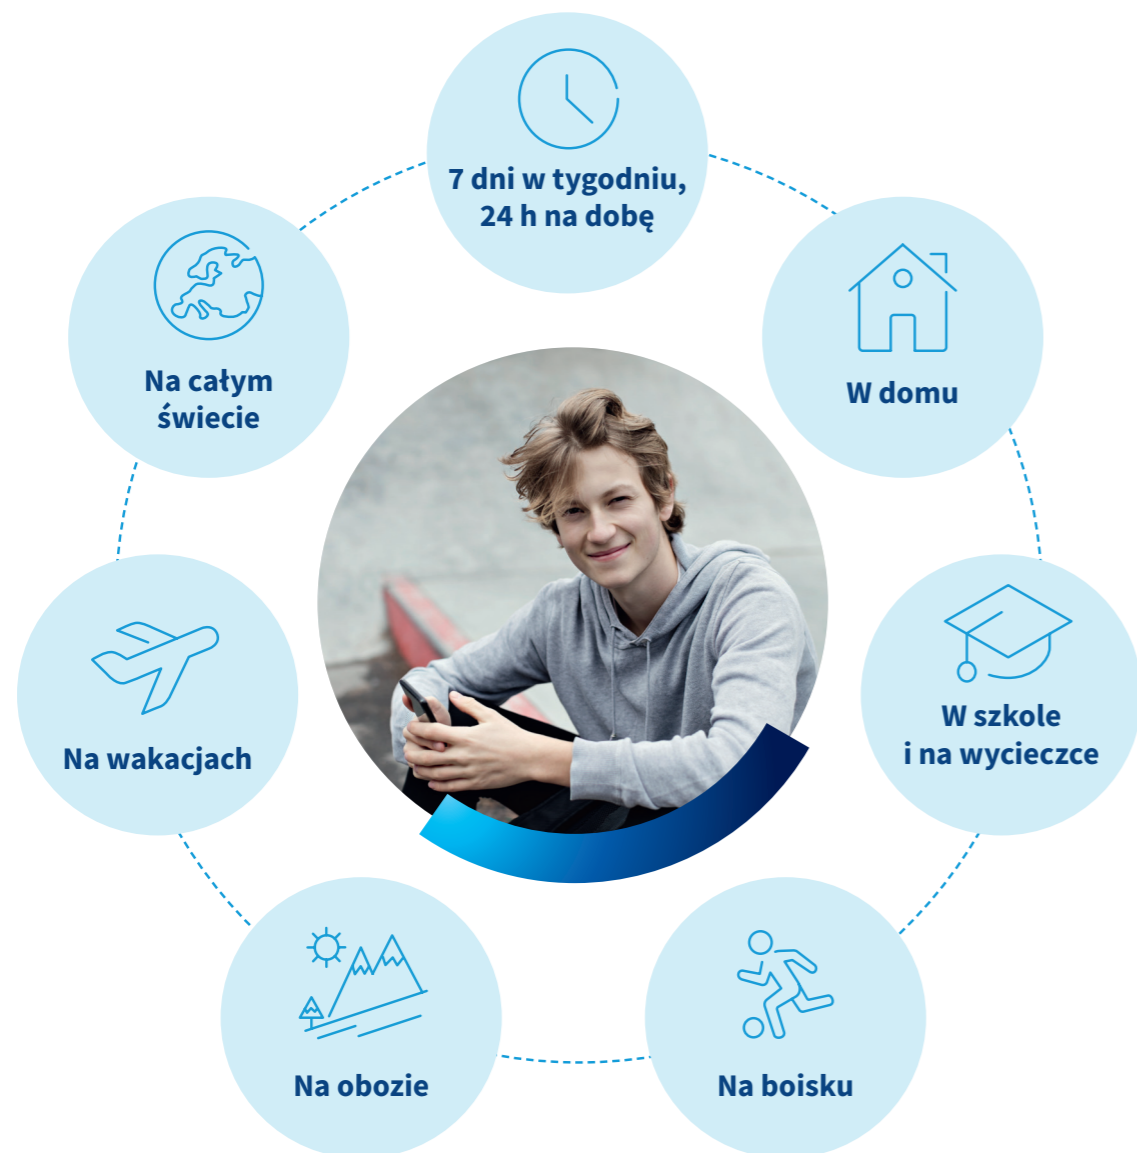 7 dni w tygodniu,
24 h na dobę
W domu
W szkole
i na wycieczce
Na boisku
Na obozie
Na wakacjach
Na całym
świecie